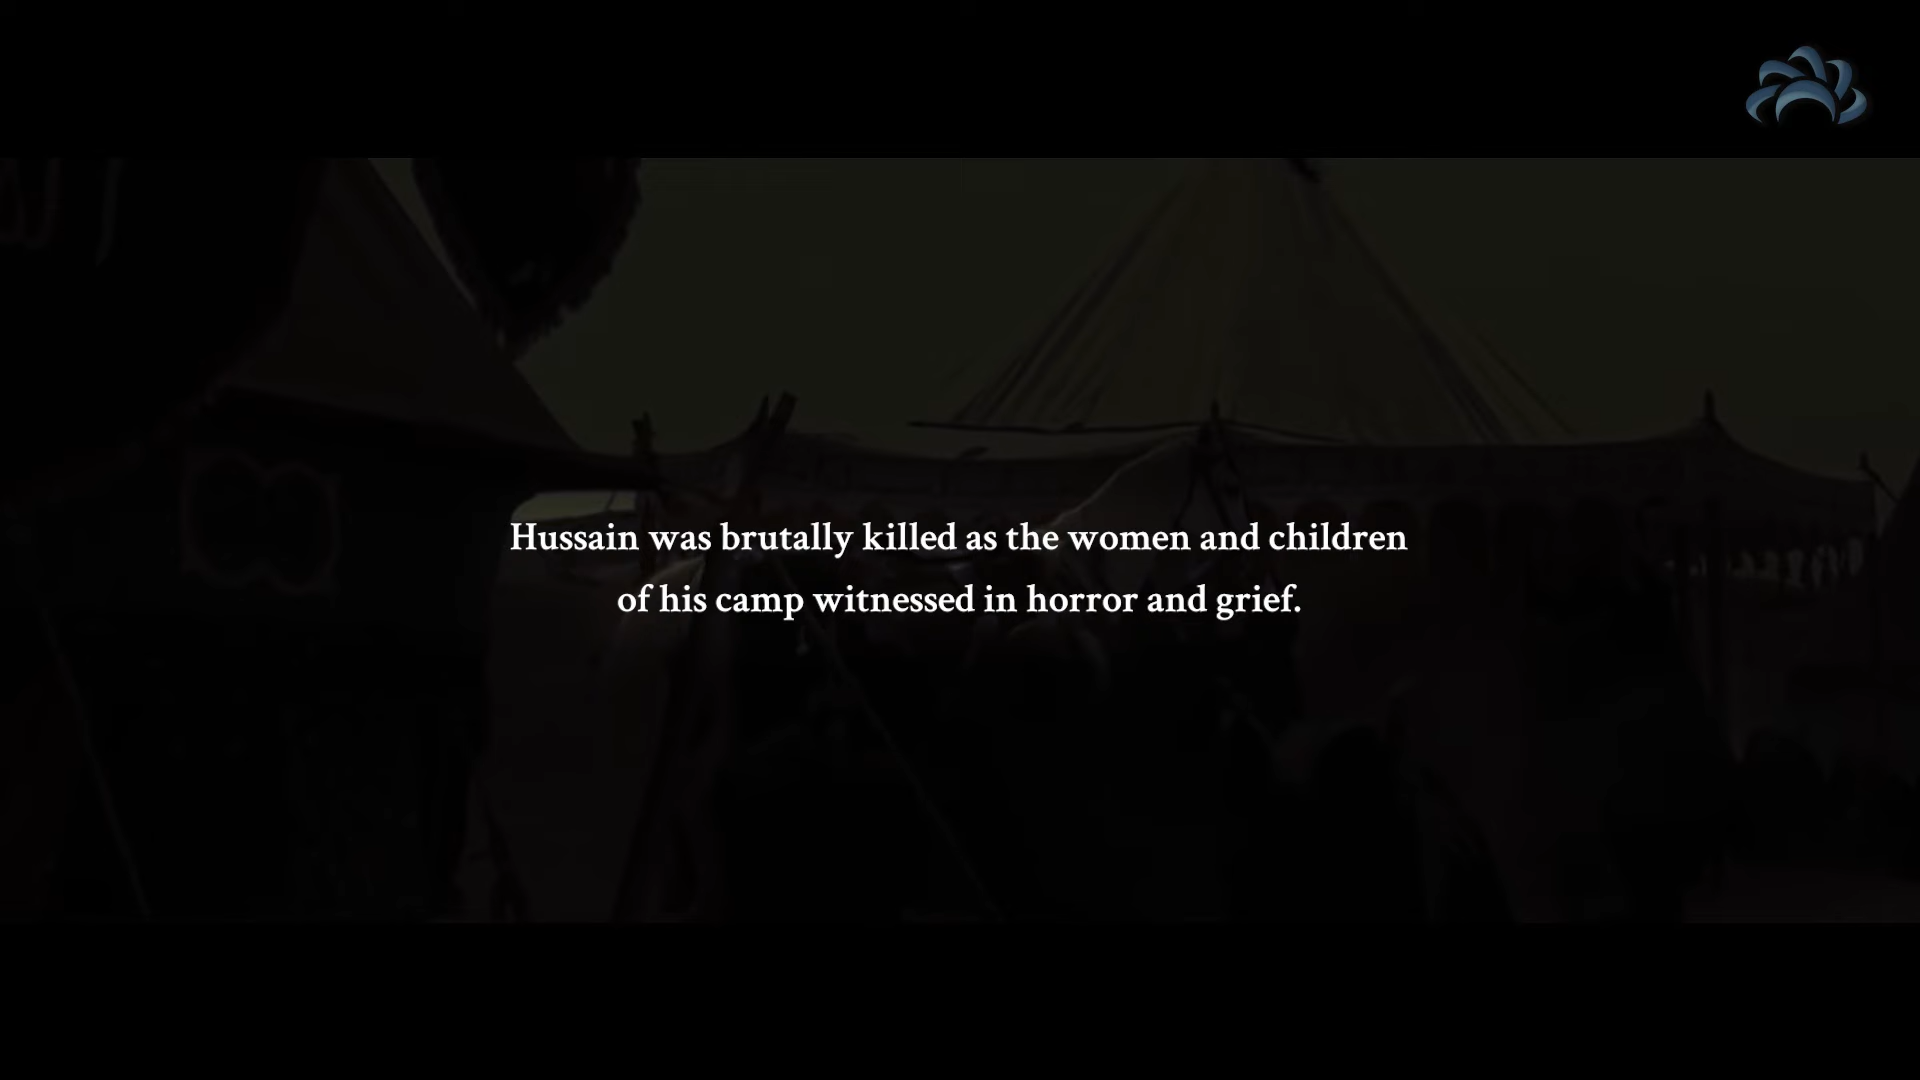 Hussain was brutally killed as the women and children
of his camp witnessed in horror and grief.